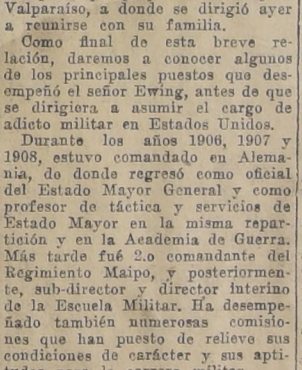 Valparaíso, a donde se dirigió ayer
a reunirse con su familia.
Como final de esta breve re-
lación, daremos a conocer algunos
de los principales puestos que des-
empeñó el señor Ewing, antes de que
se dirigiera a asumir el cargo de
adicto militar en Estados Unidos.
Durante los años 1906, 1907 y
1908, estuvo comandado en Alema-
nia, de donde regresó como oficial
del Estado Mayor General y como
profesor de táctica y servicios de
Estado Mayor en la misma repar-
tición y en la Academia de Guerra.
Más tarde fué 2.o comandante del
Regimiento Maipo, y posteriormen-
te, sub-director y director interino
de la Escuela Militar. Ha desempe-
ñado también numerosas comisio-
nes que han puesto de relieve sus
condiciones de carácter y sus apti-